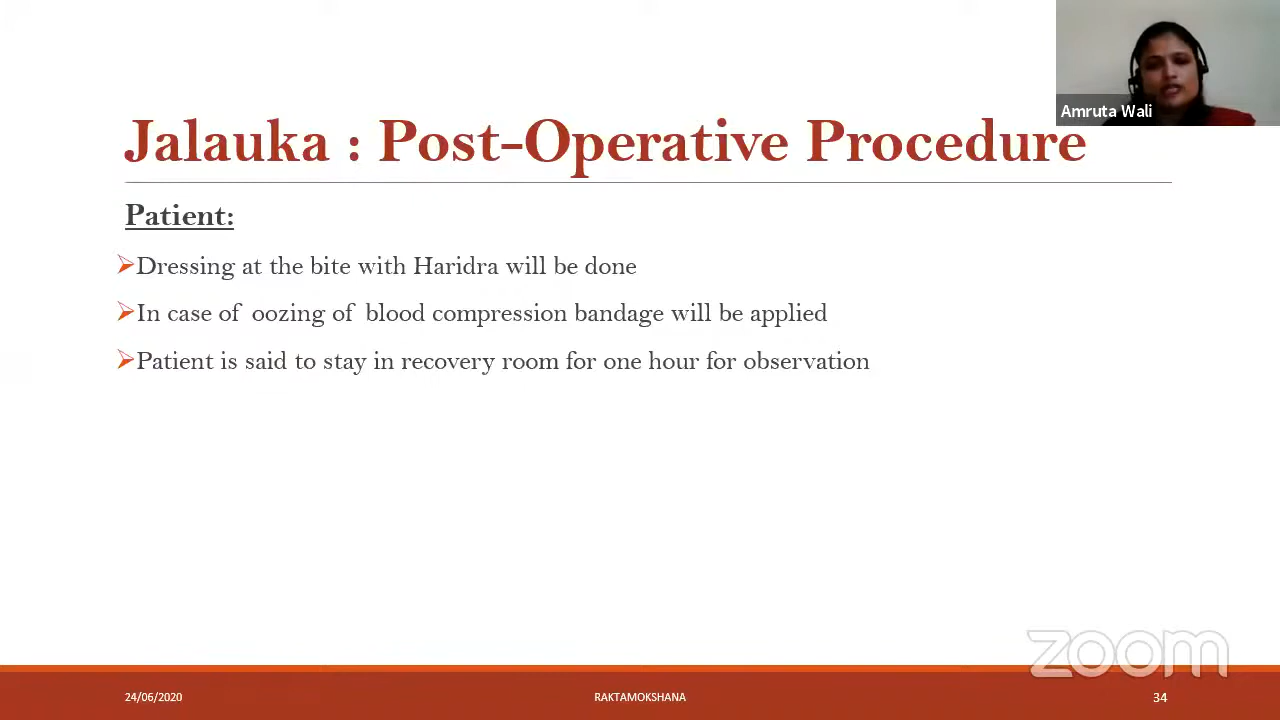 Amruta Wali
Jalauka : Post-Operative Procedure
Patient:
Dressing at the bite with Haridra will be done
In case of oozing of blood compression bandage will be applied
Patient is said to stay in recovery room for one hour for observation
zoom
24/06/2020
RAKTAMOKSHANA
34